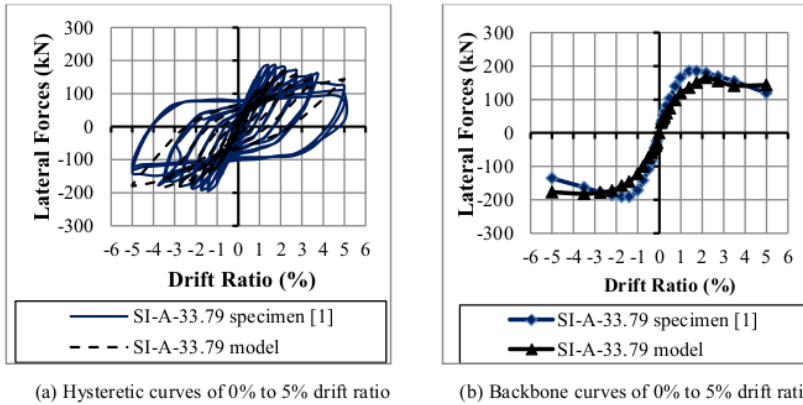 300
200
100
0
-100
-200
-300
Lateral Forces (kN)
-6 -5 -4 -3 -2 -1 0 1 2 3 4 5 6
Drift Ratio (%)
SI-A-33.79 specimen [1]
SI-A-33.79 model
(a) Hysteretic curves of 0% to 5% drift ratio
300
200
100
0
-100
-200
-300
Lateral Forces (kN)
-6 -5 -4 -3 -2 -1 0 1 2 3 4 5 6
Drift Ratio (%)
SI-A-33.79 specimen [1]
SI-A-33.79 model
(b) Backbone curves of 0% to 5% drift rati